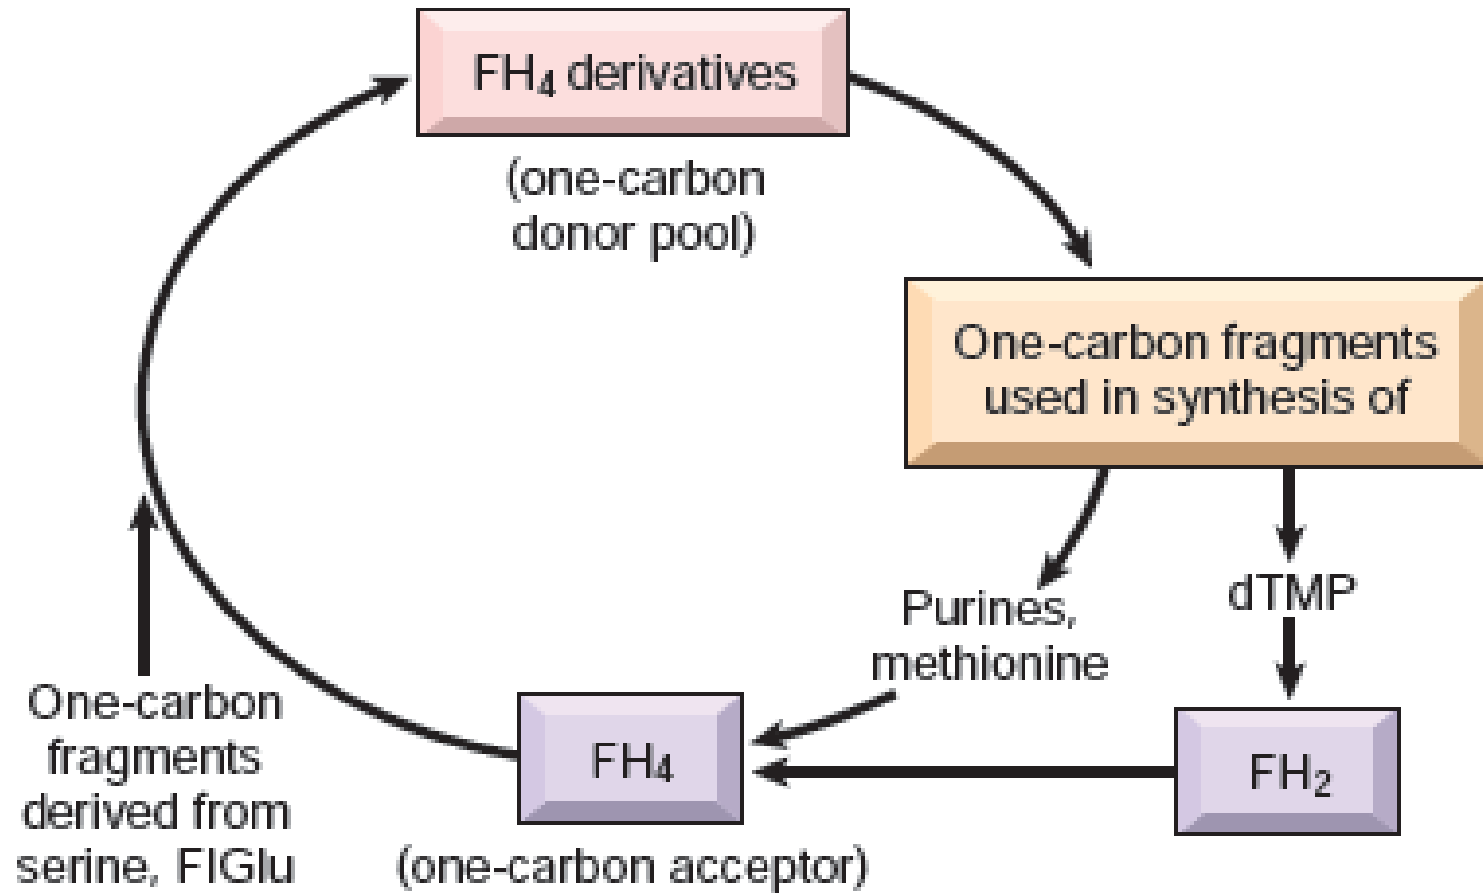 FH₄ derivatives
(one-carbon
donor pool)
One-carbon fragments
used in synthesis of
Purines,
methionine
dTMP
One-carbon
fragments
derived from
serine, FIGlu
FH₄
(one-carbon acceptor)
FH₂